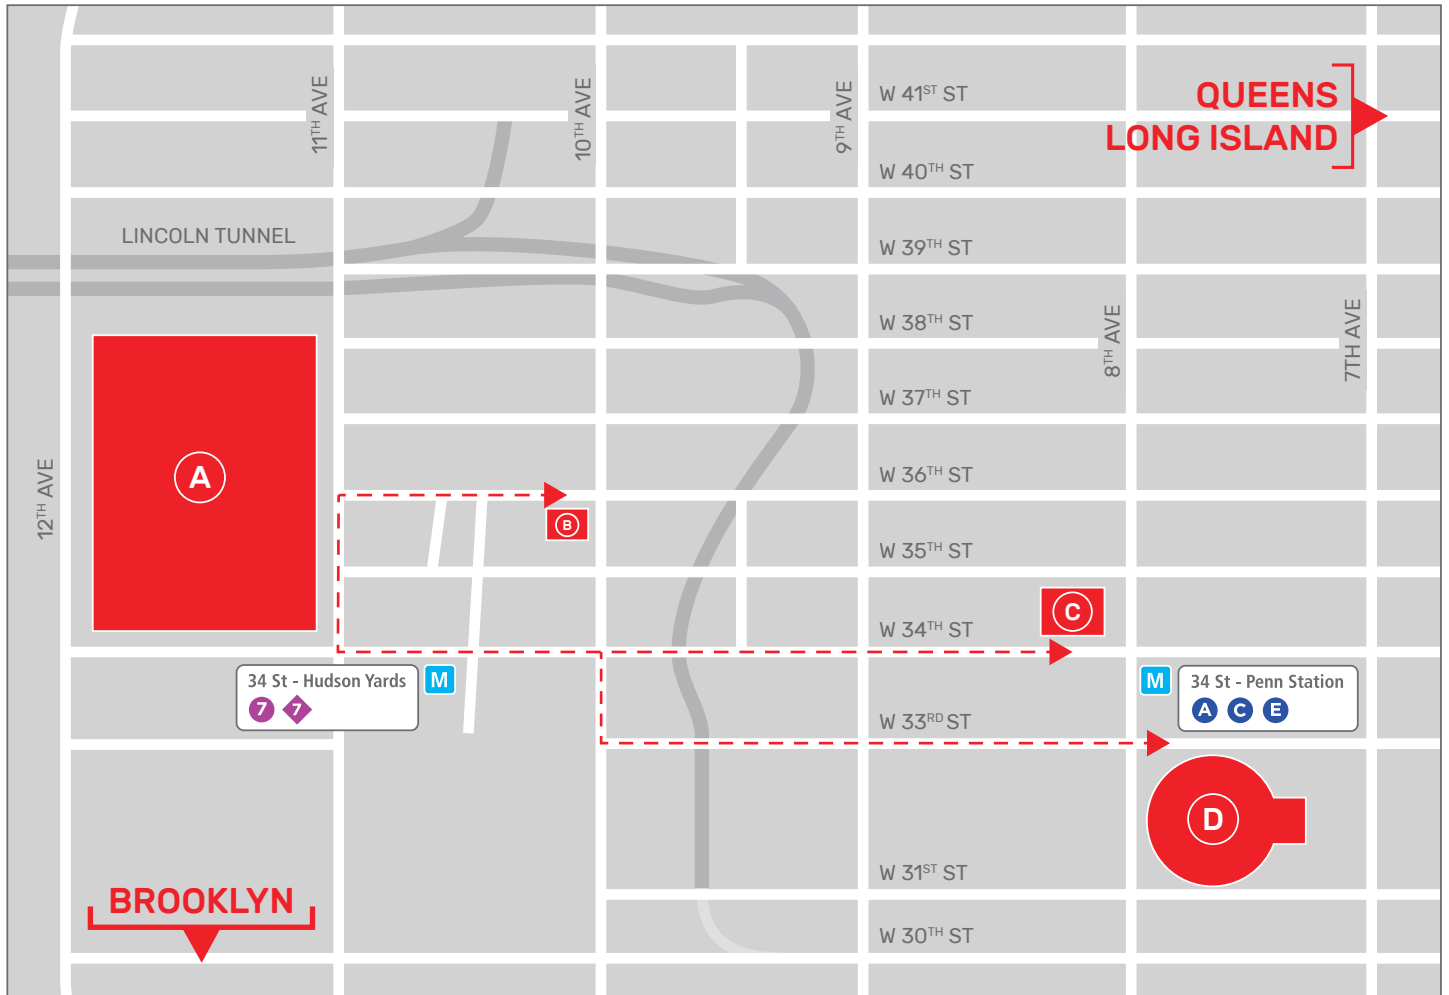 W 41ST ST
QUEENS
LONG ISLAND
11TH AVE
10TH AVE
9TH AVE
W 40TH ST
LINCOLN TUNNEL
W 39TH ST
W 38TH ST
8TH AVE
7TH AVE
W 37TH ST
A
12TH AVE
W 36TH ST
B
W 35TH ST
C
W 34TH ST
34 St - Hudson Yards
7 7
M
M
34 St - Penn Station
A C E
W 33RD ST
D
W 31ST ST
BROOKLYN
W 30TH ST